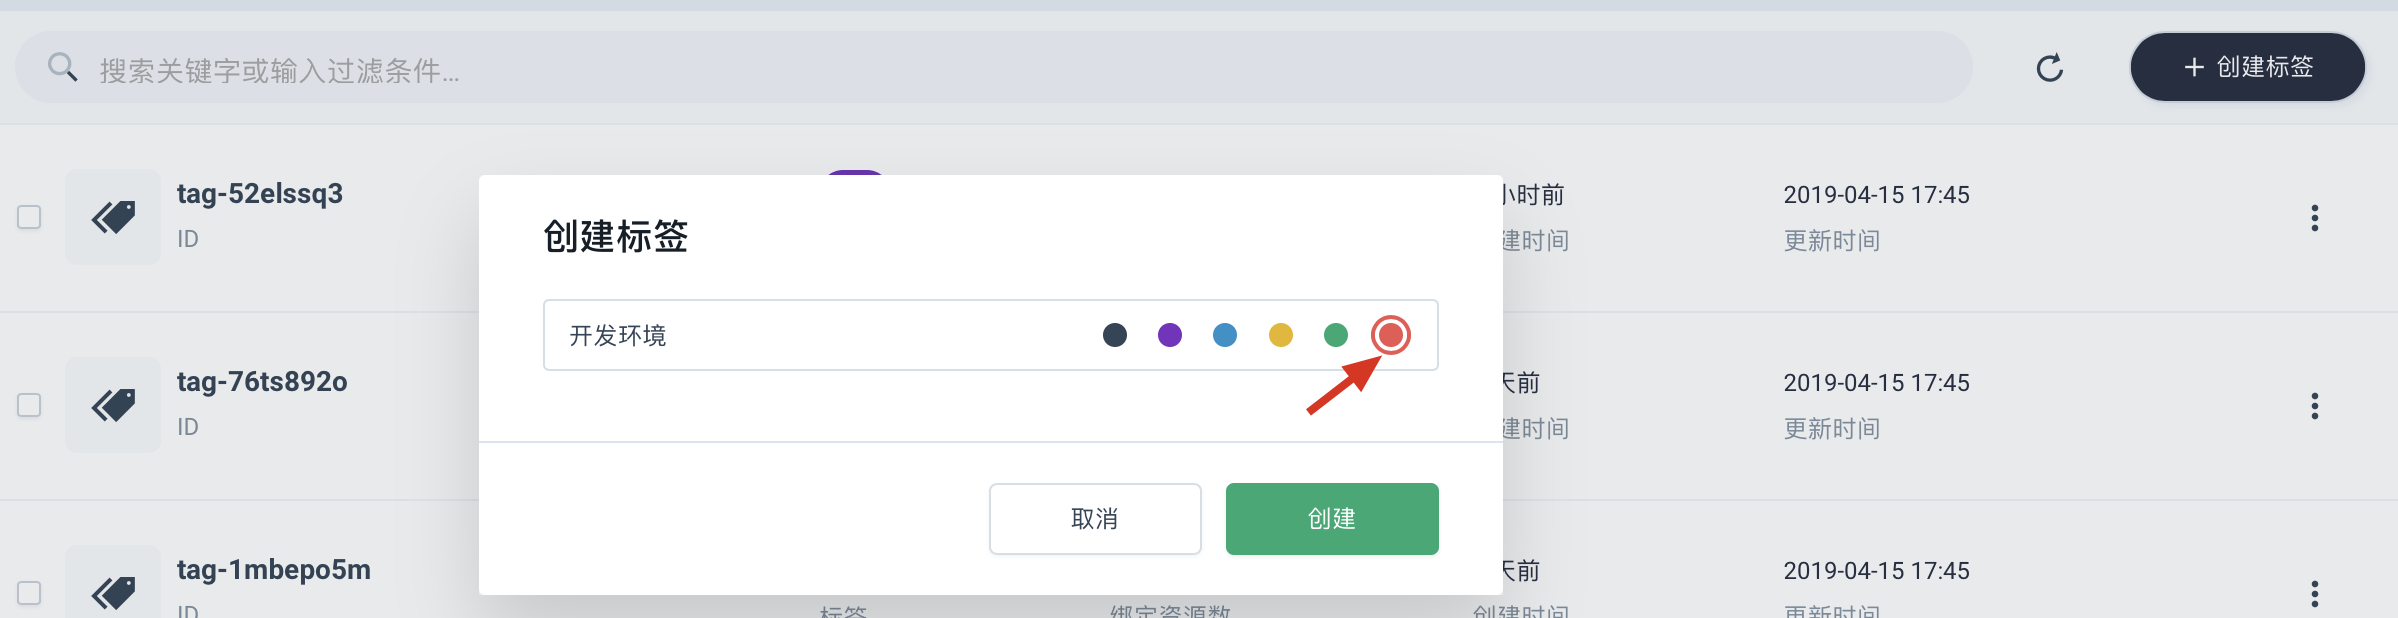 搜索关键字或输入过滤条件...
+ 创建标签
tag-52elssq3
ID
小时前
建时间
2019-04-15 17:45
更新时间
创建标签
开发环境
取消
创建
tag-76ts892o
ID
天前
建时间
2019-04-15 17:45
更新时间
tag-1mbepo5m
ID
标签
绑定资源数
天前
创建时间
2019-04-15 17:45
更新时间